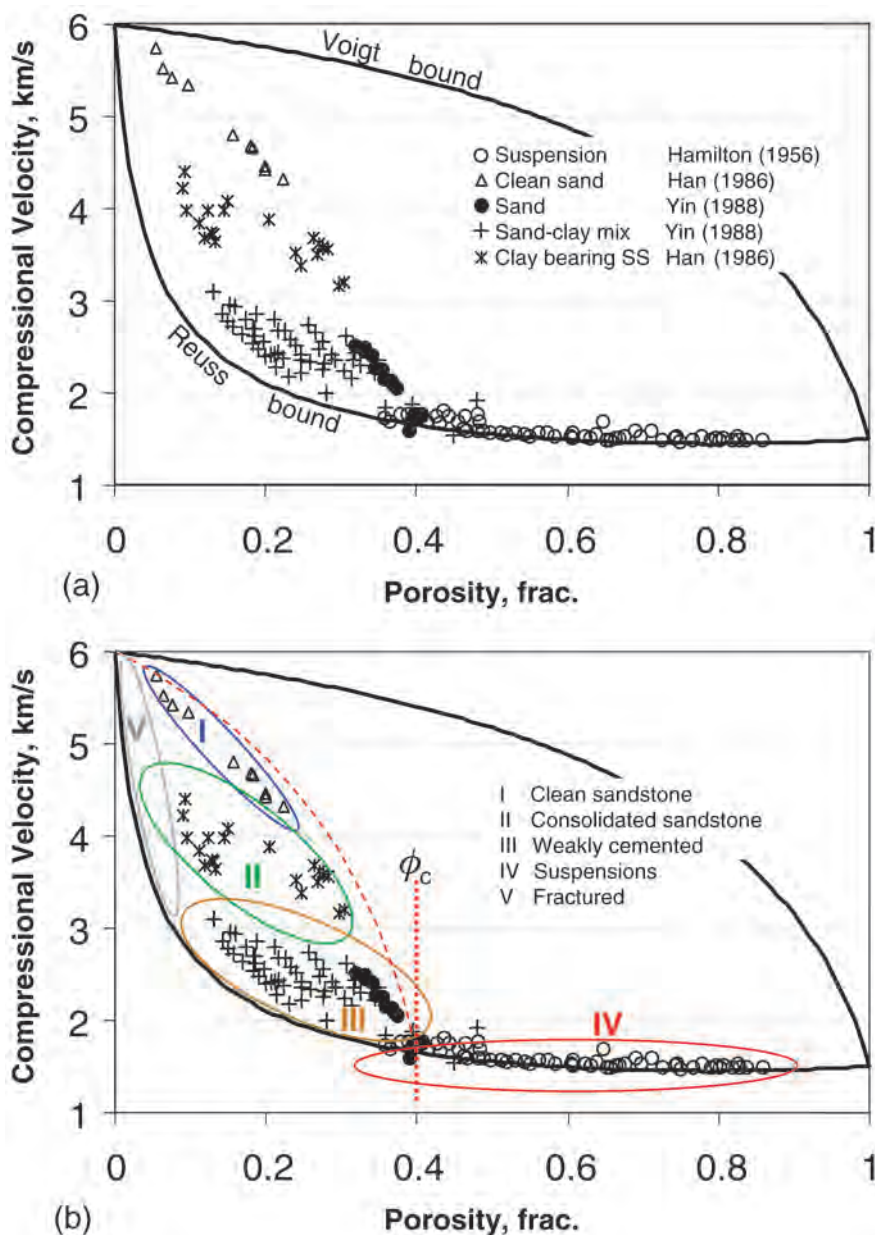 6
5
4
3
2
1
Compressional Velocity, km/s
Voigt bound
Suspension Hamilton (1956)
Clean sand Han (1986)
Sand Yin (1988)
Sand-clay mix Yin (1988)
Clay bearing SS Han (1986)
Reuss bound
0 0.2 0.4 0.6 0.8 1
(a)
Porosity, frac.
6
5
4
3
2
1
Compressional Velocity, km/s
V
I
I Clean sandstone
II Consolidated sandstone
III Weakly cemented
IV Suspensions
V Fractured
ϕc
II
III
IV
0 0.2 0.4 0.6 0.8 1
(b)
Porosity, frac.